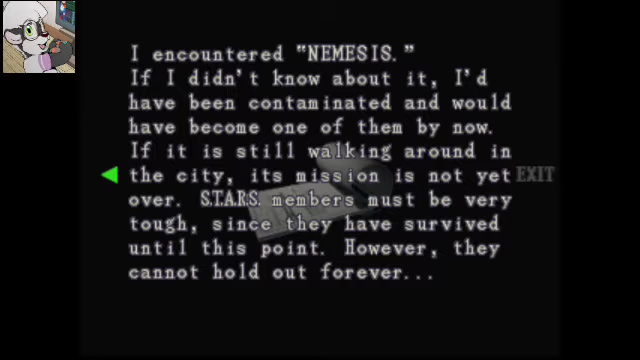 I encountered "NEMESIS."
If I didn't know about it, I'd
have been contaminated and would
have become one of them by now.
If it is still walking around in
the city, its mission is not yet
EXIT
over. S.T.A.R.S. members must be very
tough, since they have survived
until this point. However, they
cannot hold out forever...